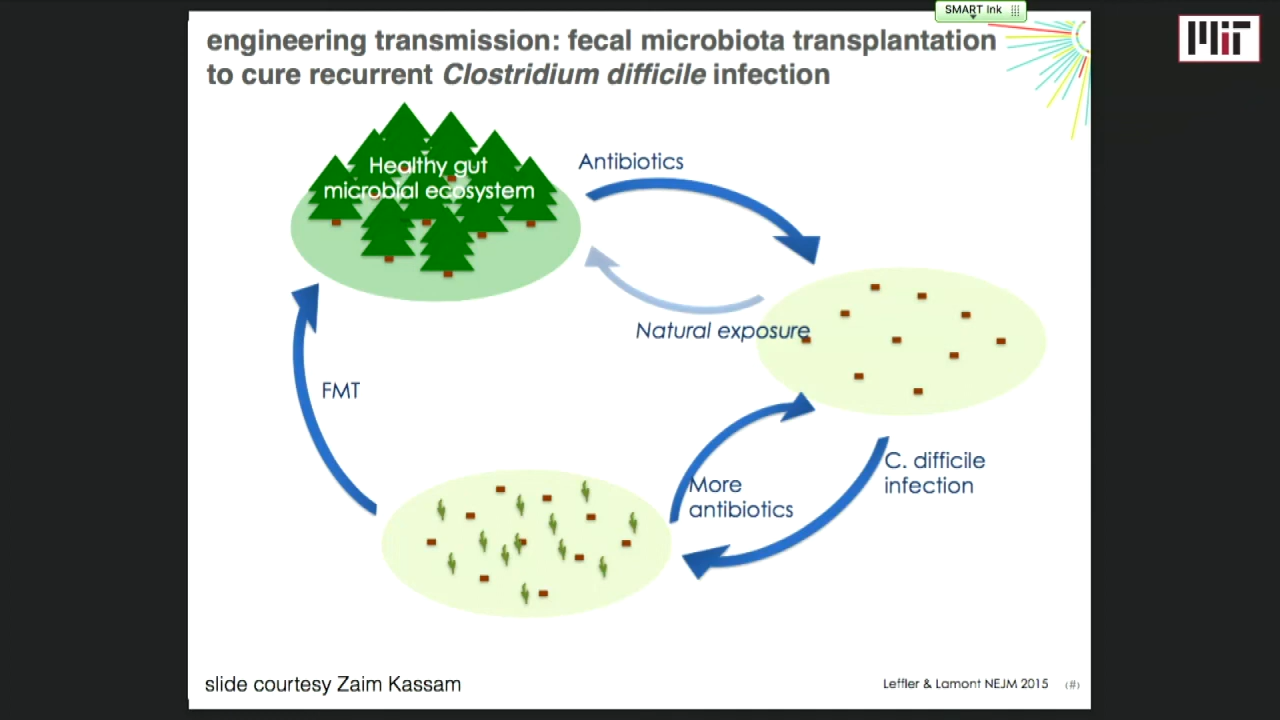 SMART Ink
MIT
engineering transmission: fecal microbiota transplantation
to cure recurrent Clostridium difficile infection
Healthy gut
microbial ecosystem
Antibiotics
Natural exposure
FMT
More
antibiotics
C. difficile
infection
slide courtesy Zaim Kassam
Leffler & Lamont NEJM 2015 (#)